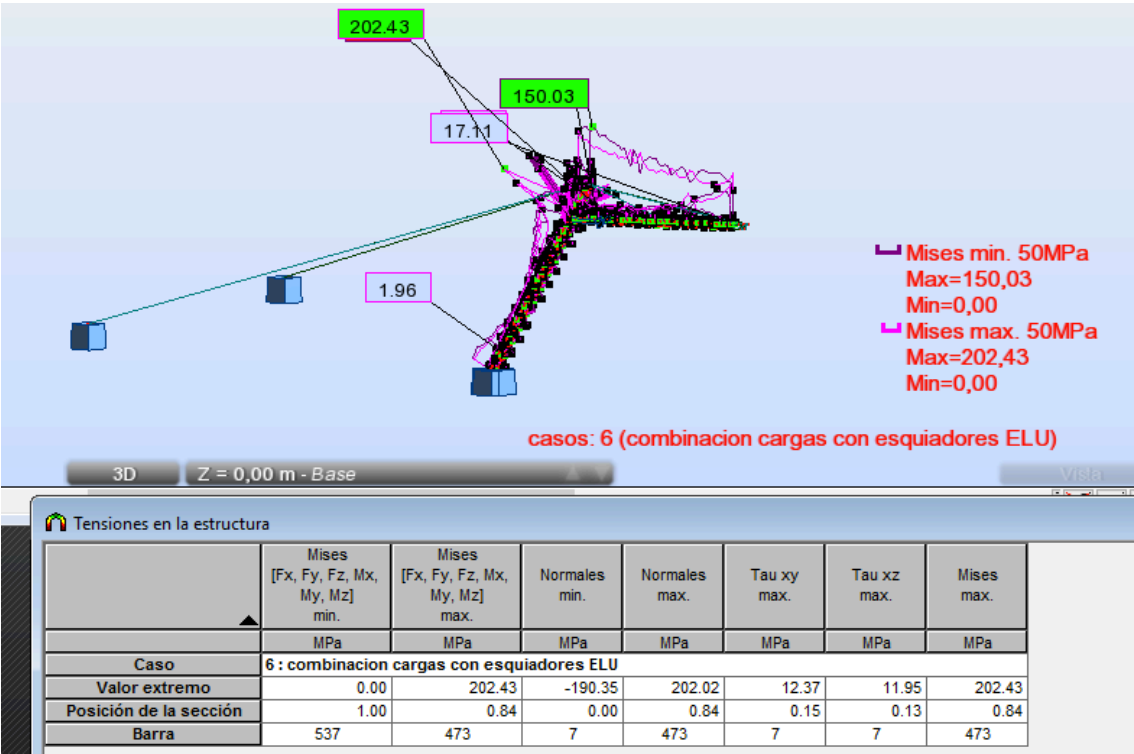 202.43
150.03
17.11
1.96
Mises min. 50MPa
Max=150,03
Min=0,00
Mises max. 50MPa
Max=202,43
Min=0,00
casos: 6 (combinacion cargas con esquiadores ELU)
3D Z = 0,00 m - Base Vista
Tensiones en la estructura
Mises [Fx, Fy, Fz, Mx, My, Mz] min. Mises [Fx, Fy, Fz, Mx, My, Mz] max. Normales min. Normales max. Tau xy max. Tau xz max. Mises max.
MPa MPa MPa MPa MPa MPa MPa
Caso 6 : combinacion cargas con esquiadores ELU
Valor extremo 0.00 202.43 -190.35 202.02 12.37 11.95 202.43
Posición de la sección 1.00 0.84 0.00 0.84 0.15 0.13 0.84
Barra 537 473 7 473 7 7 473